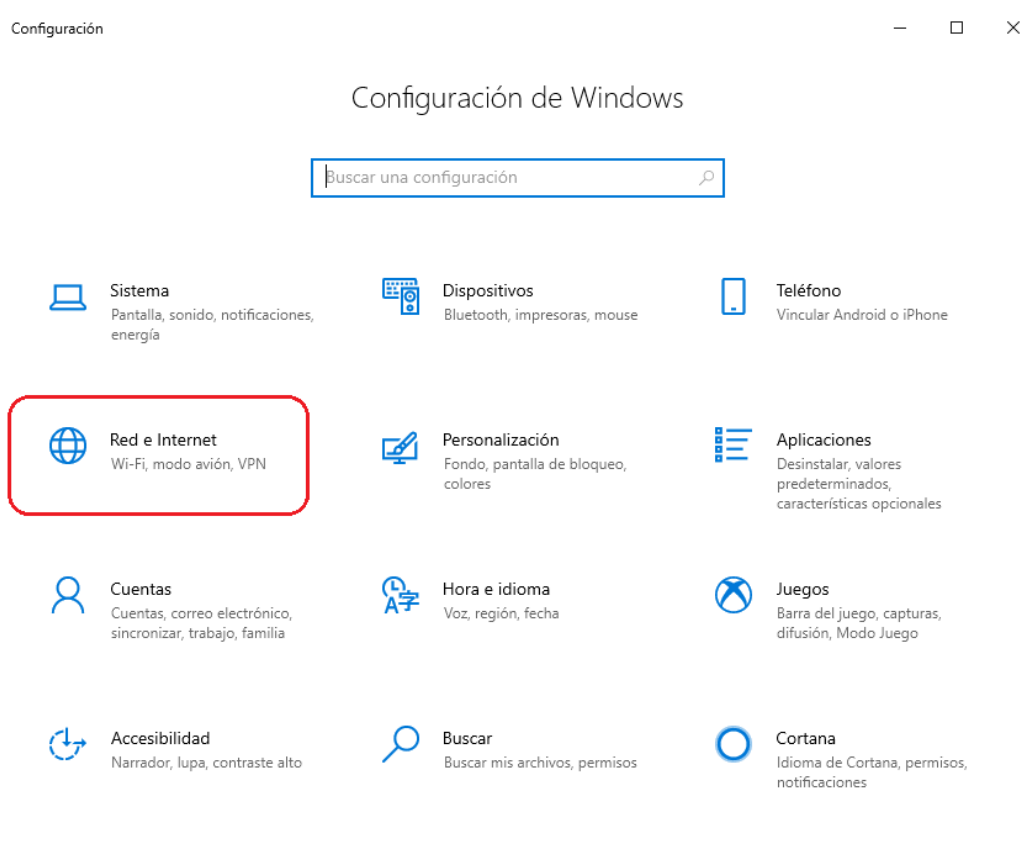 Configuración
Configuración de Windows
Buscar una configuración
Sistema
Pantalla, sonido, notificaciones,
energía
Dispositivos
Bluetooth, impresoras, mouse
Teléfono
Vincular Android o iPhone
Red e Internet
Wi-Fi, modo avión, VPN
Personalización
Fondo, pantalla de bloqueo,
colores
Aplicaciones
Desinstalar, valores
predeterminados,
características opcionales
Cuentas
Cuentas, correo electrónico,
sincronizar, trabajo, familia
Hora e idioma
Voz, región, fecha
Juegos
Barra del juego, capturas,
difusión, Modo Juego
Accesibilidad
Narrador, lupa, contraste alto
Buscar
Buscar mis archivos, permisos
Cortana
Idioma de Cortana, permisos,
notificaciones